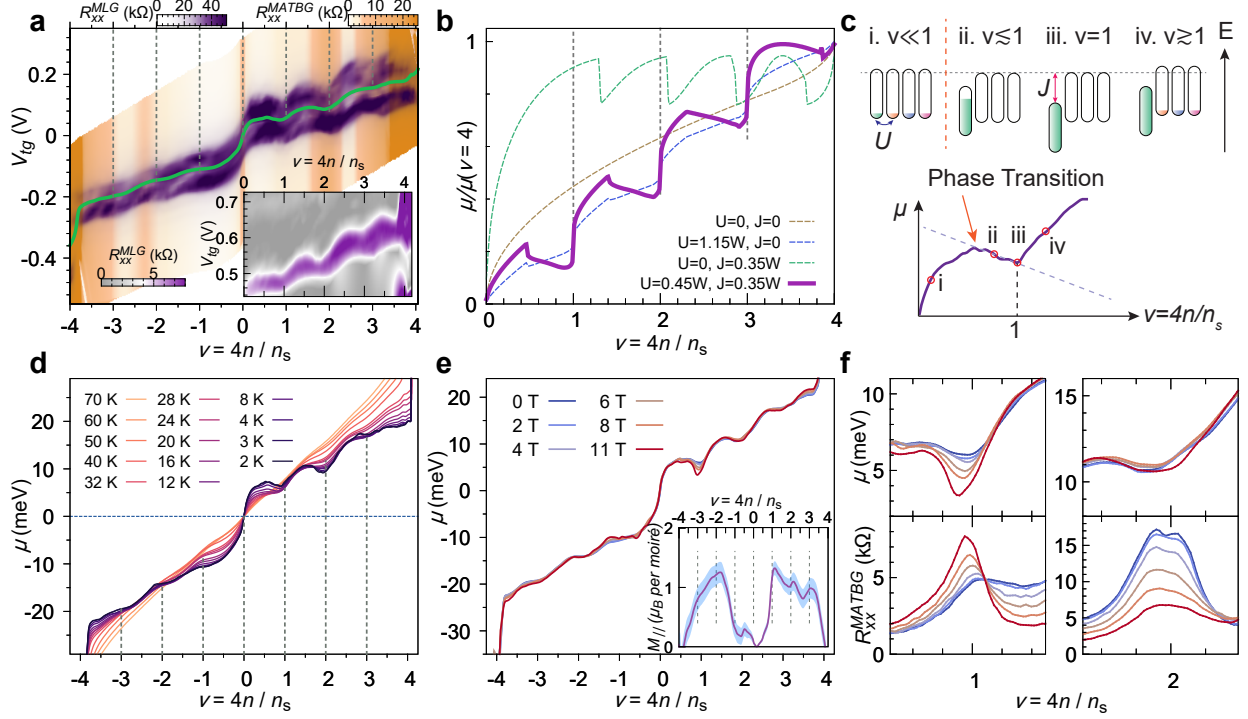 a
R_xx^MLG (kΩ)
0 20 40
R_xx^MATBG (kΩ)
0 10 20
V_tg (V)
0.2
0
-0.2
-0.4
ν = 4n / n_s
0.7
0.6
0.5
V_tg (V)
0 1 2 3 4
R_xx^MLG (kΩ)
0 5
-4 -3 -2 -1 0 1 2 3 4
ν = 4n / n_s
b
μ/μ(ν = 4)
1
0
U=0, J=0
U=1.15W, J=0
U=0, J=0.35W
U=0.45W, J=0.35W
0 1 2 3 4
ν = 4n / n_s
c
i. ν≪1
ii. ν≲1
iii. ν=1
iv. ν≳1
E
U
J
Phase Transition
μ
i
ii
iii
iv
1
ν=4n/n_s
d
70 K 28 K 8 K
60 K 24 K 4 K
50 K 20 K 3 K
40 K 16 K 2 K
32 K 12 K
μ (meV)
20
10
0
-10
-20
-4 -3 -2 -1 0 1 2 3 4
ν = 4n / n_s
e
0 T 6 T
2 T 8 T
4 T 11 T
μ (meV)
20
10
0
-10
-20
-30
ν = 4n / n_s
-4 -3 -2 -1 0 1 2 3 4
M_// (μ_B per moiré)
2
1
0
-4 -3 -2 -1 0 1 2 3 4
ν = 4n / n_s
f
μ (meV)
10
5
15
10
R_xx^MATBG (kΩ)
5
0
15
10
5
0
1
2
ν = 4n / n_s